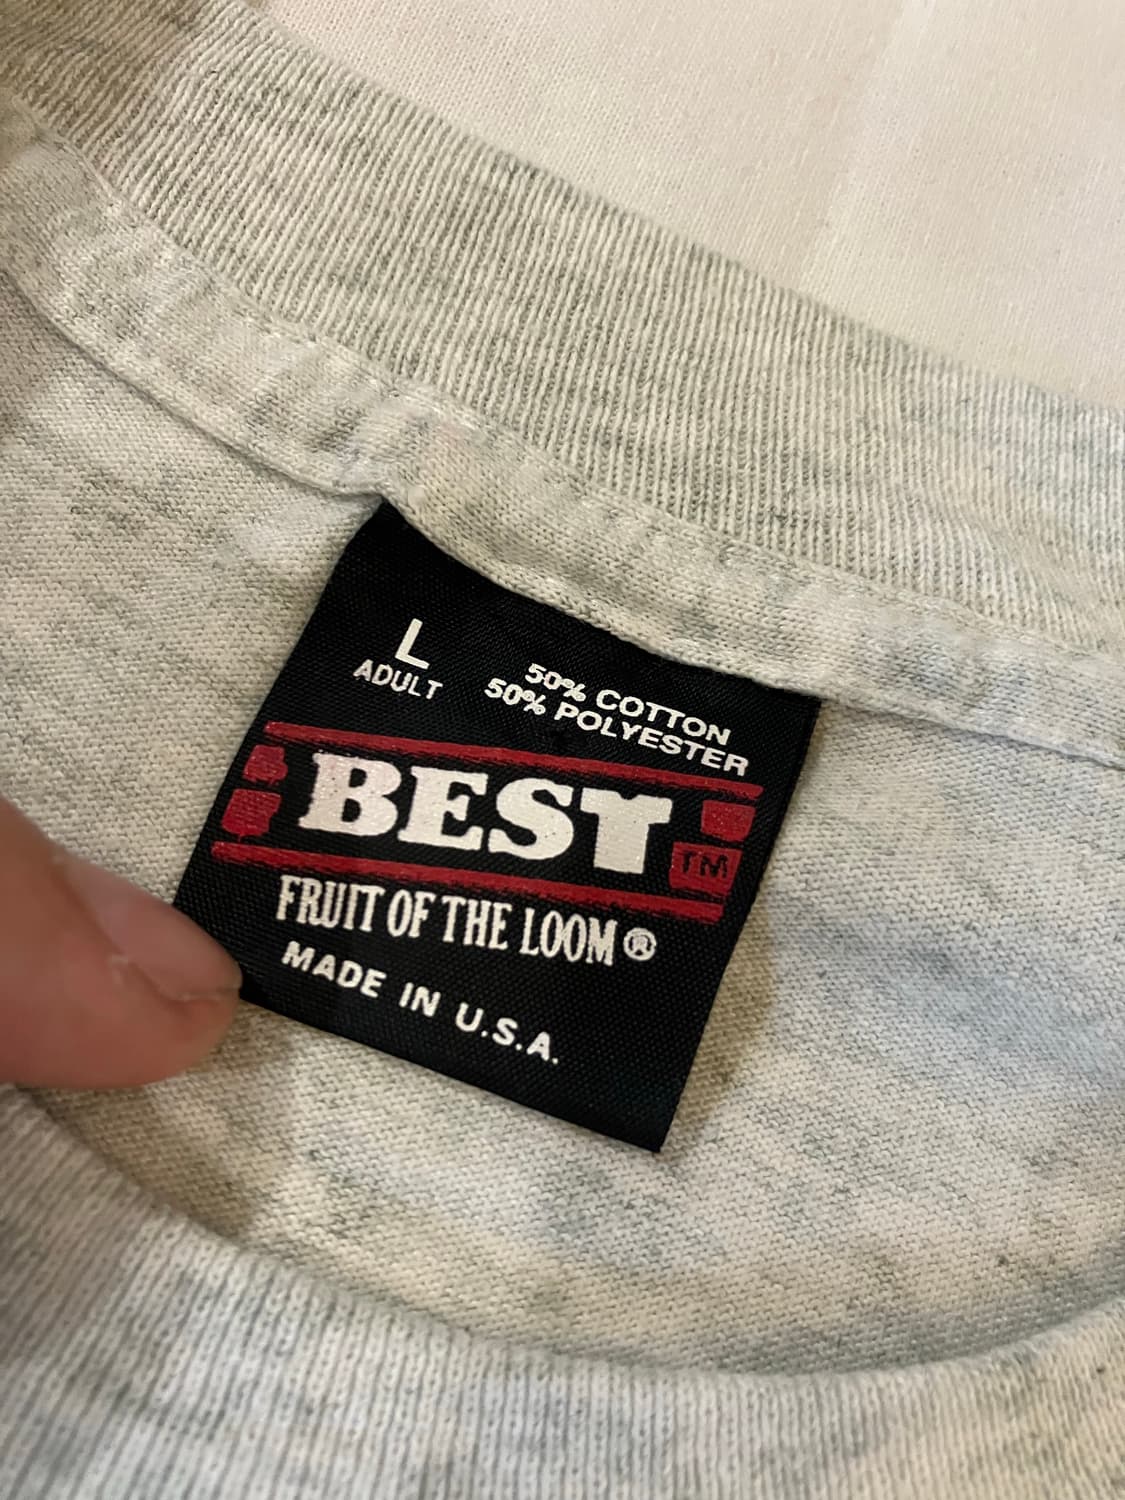 L
ADULT
50% COTTON
50% POLYESTER
BEST
TM
FRUIT OF THE LOOM®
MADE IN U.S.A.